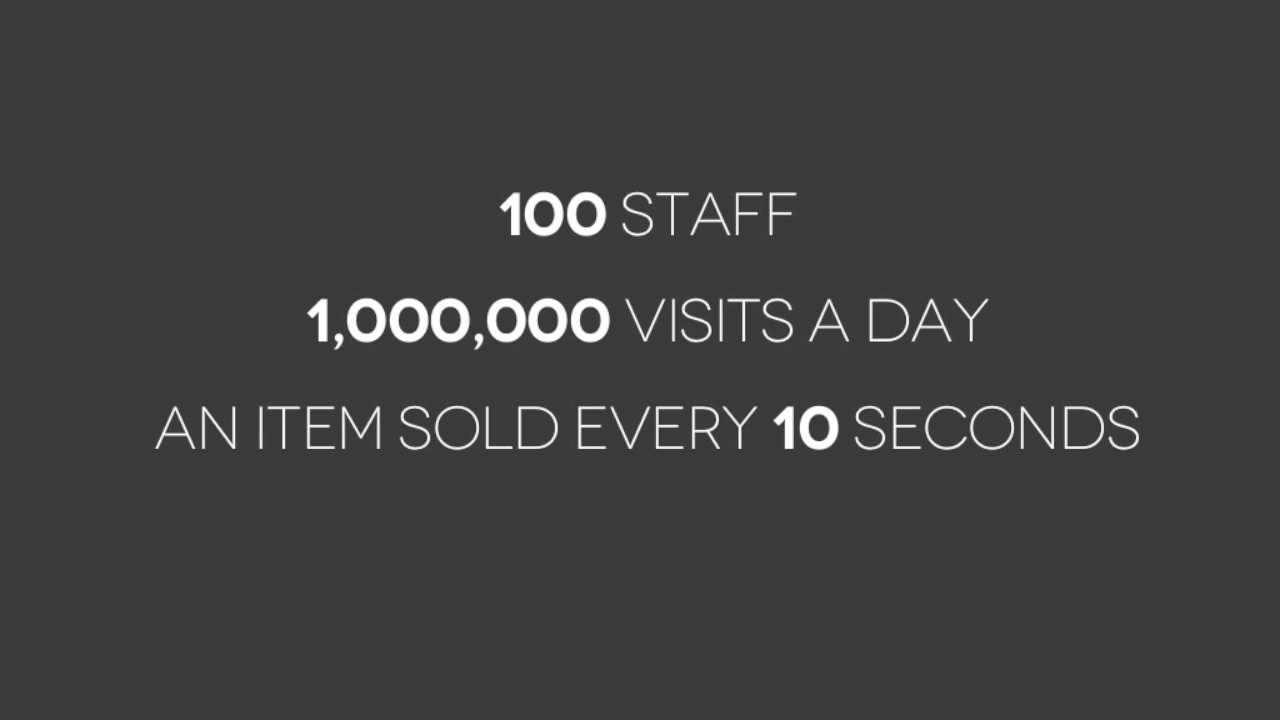 100 STAFF
1,000,000 VISITS A DAY
AN ITEM SOLD EVERY 10 SECONDS